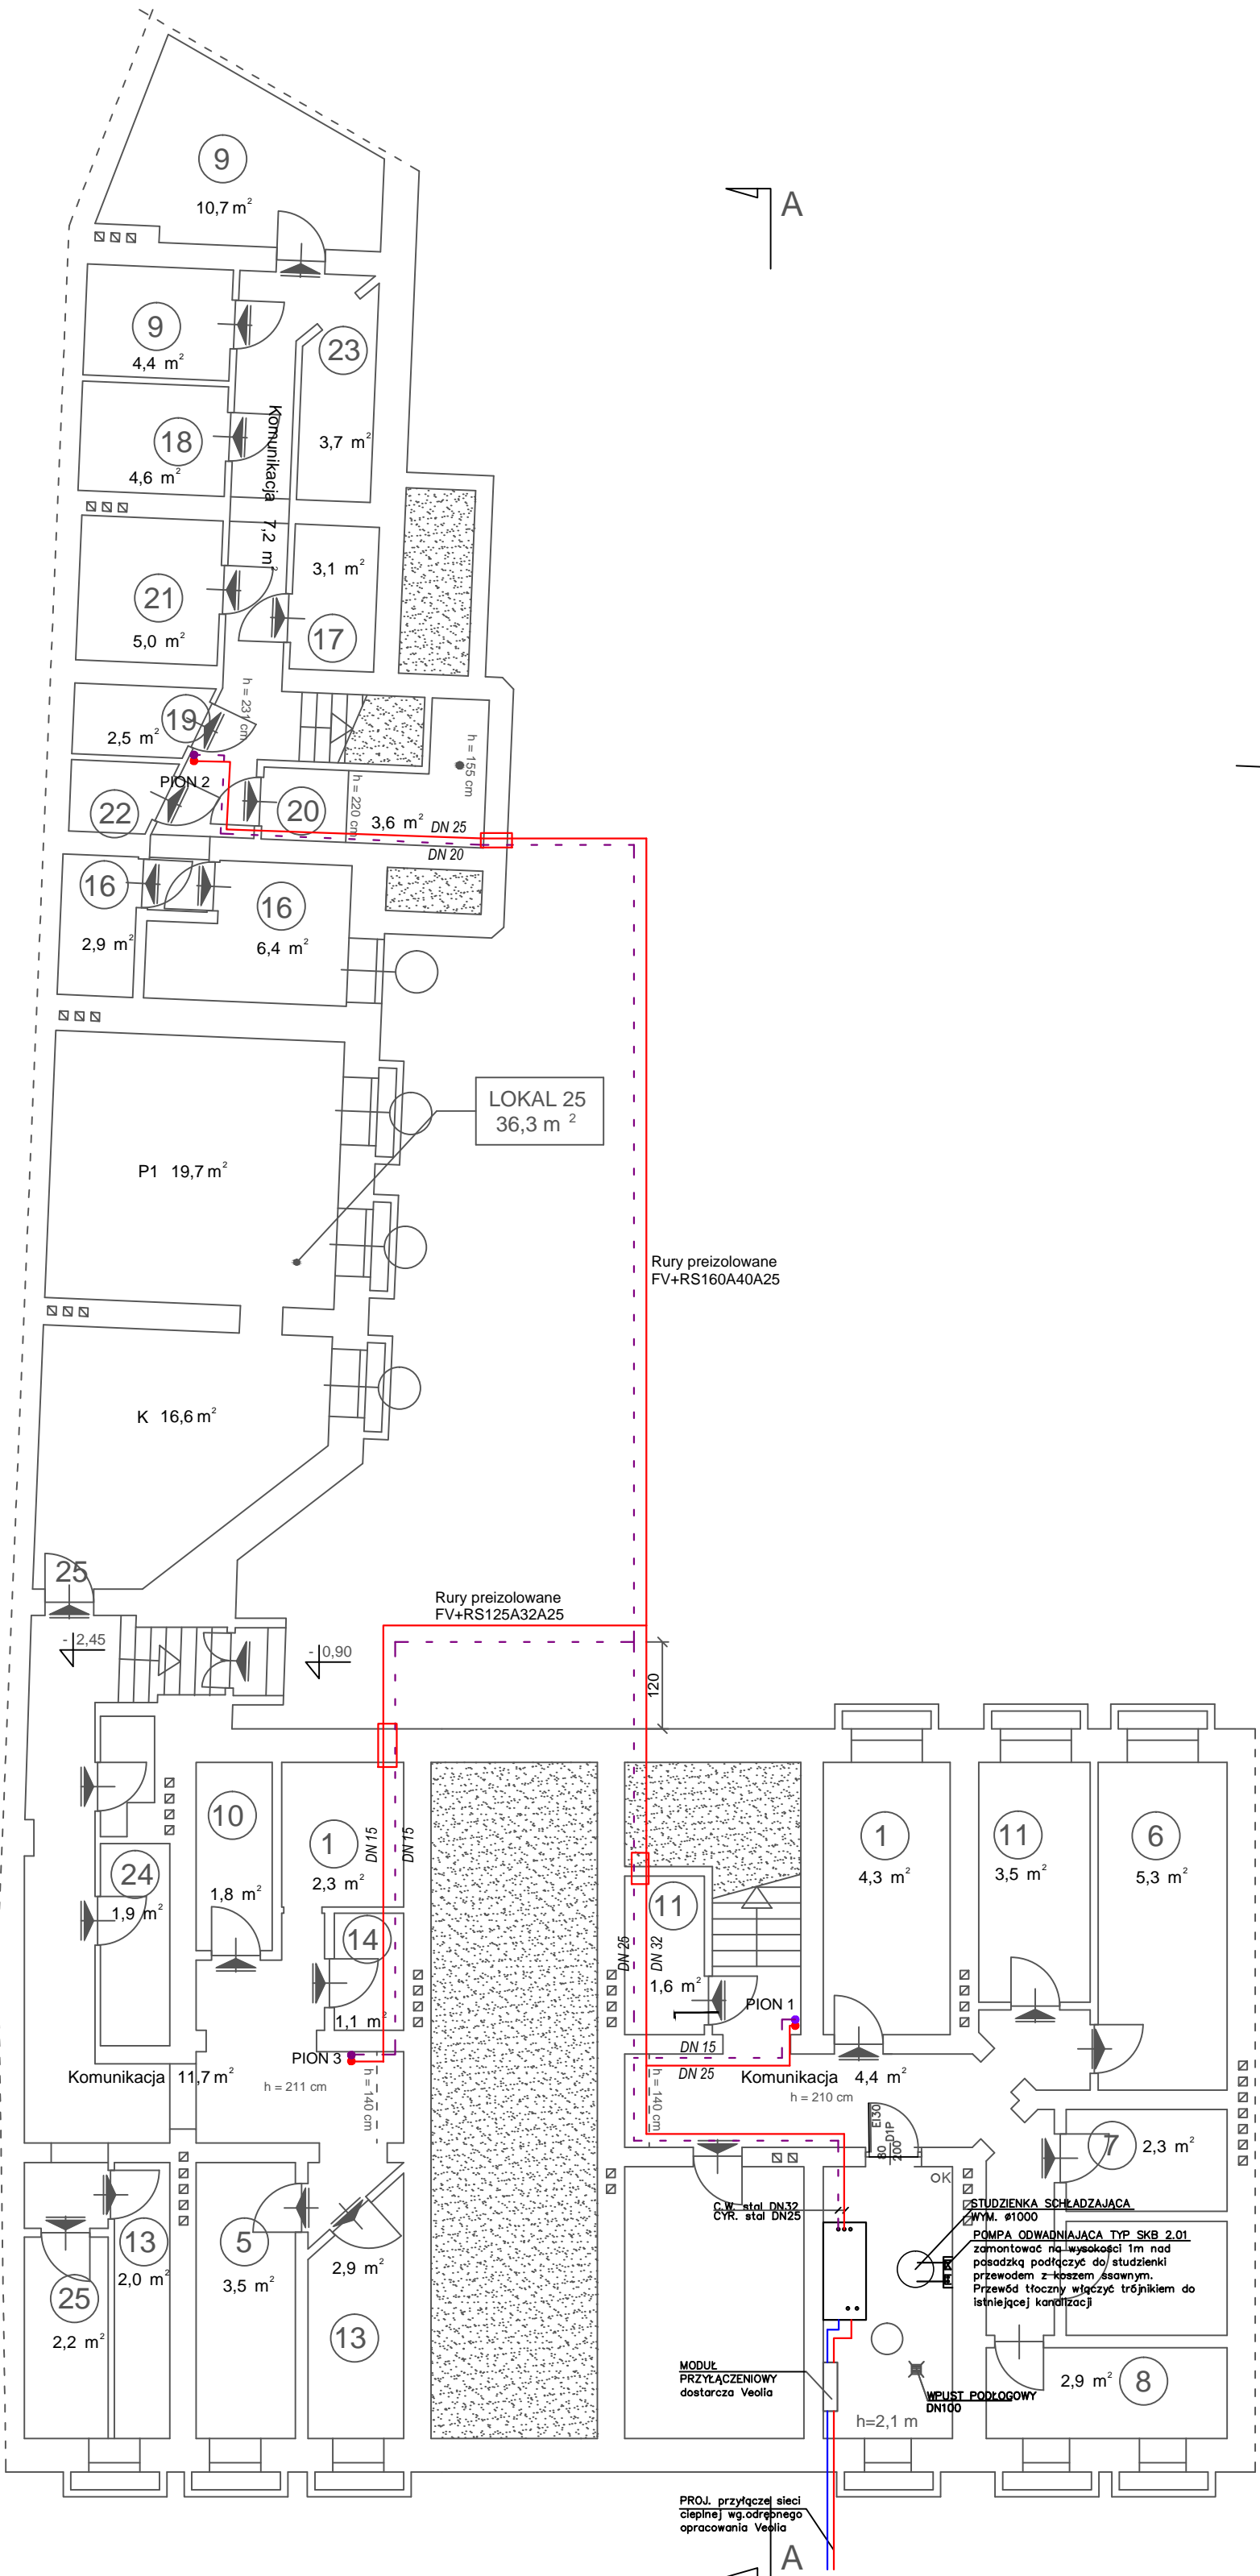 9
10,7 m²
A
9
4,4 m²
23
Komunikacja 7,2 m²
18
4,6 m²
3,7 m²
3,1 m²
21
5,0 m²
17
h = 231 cm
19
2,5 m²
h = 155 cm
PION 2
22
20
h = 220 cm
3,6 m²
DN 25
DN 20
16
2,9 m²
16
6,4 m²
LOKAL 25
36,3 m ²
P1 19,7 m²
Rury preizolowane
FV+RS160A40A25
K 16,6 m²
25
Rury preizolowane
FV+RS125A32A25
- 2,45
- 0,90
120
10
1,8 m²
1
2,3 m²
DN 15
DN 15
24
1,9 m²
14
1,1 m²
11
1,6 m²
DN 25
DN 32
1
4,3 m²
11
3,5 m²
6
5,3 m²
PION 1
PION 3
DN 15
DN 25
Komunikacja 11,7 m²
h = 211 cm
h = 140 cm
h = 140 cm
Komunikacja 4,4 m²
h = 210 cm
EI30
80 D1P
200
7
2,3 m²
OK
C.W. stal DN32
CYR. stal DN25
STUDZIENKA SCHŁADZAJĄCA
WYM. ø1000
POMPA ODWADNIAJĄCA TYP SKB 2.01
zamontować na wysokości 1m nad
posadzką podłączyć do studzienki
przewodem z koszem ssawnym.
Przewód tłoczny włączyć trójnikiem do
istniejącej kanalizacji
13
2,0 m²
5
3,5 m²
2,9 m²
13
25
2,2 m²
MODUŁ
PRZYŁĄCZENIOWY
dostarcza Veolia
WPUST PODŁOGOWY
DN100
2,9 m²
8
h=2,1 m
PROJ. przyłącze sieci
cieplnej wg.odrębnego
opracowania Veolia
A